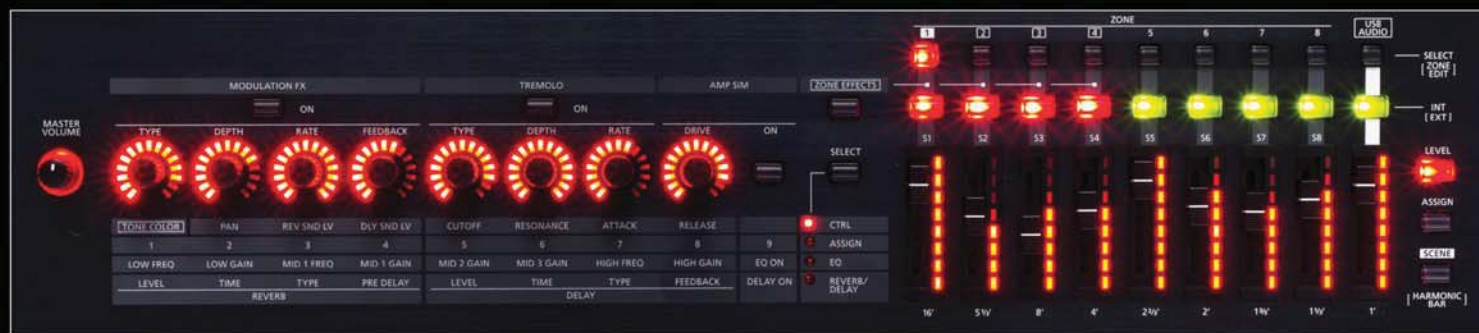 ZONE
1 2 3 4 5 6 7 8 USB AUDIO
SELECT
[ZONE EDIT]
MODULATION FX TREMOLO AMP SIM ZONE EFFECTS
ON ON
INT
[EXT]
MASTER VOLUME
TYPE DEPTH RATE FEEDBACK TYPE DEPTH RATE DRIVE ON
S1 S2 S3 S4 S5 S6 S7 S8
SELECT
LEVEL
ASSIGN
TONE COLOR PAN REV SND LV DLY SND LV CUTOFF RESONANCE ATTACK RELEASE CTRL
1 2 3 4 5 6 7 8 9 ASSIGN
LOW FREQ LOW GAIN MID 1 FREQ MID 1 GAIN MID 2 GAIN MID 3 GAIN HIGH FREQ HIGH GAIN EQ ON EQ
SCENE
LEVEL TIME TYPE PRE DELAY LEVEL TIME TYPE FEEDBACK DELAY ON REVERB/DELAY
REVERB DELAY
[HARMONIC BAR]
16' 5⅓' 8' 4' 2⅔' 2' 1⅗' 1⅓' 1'